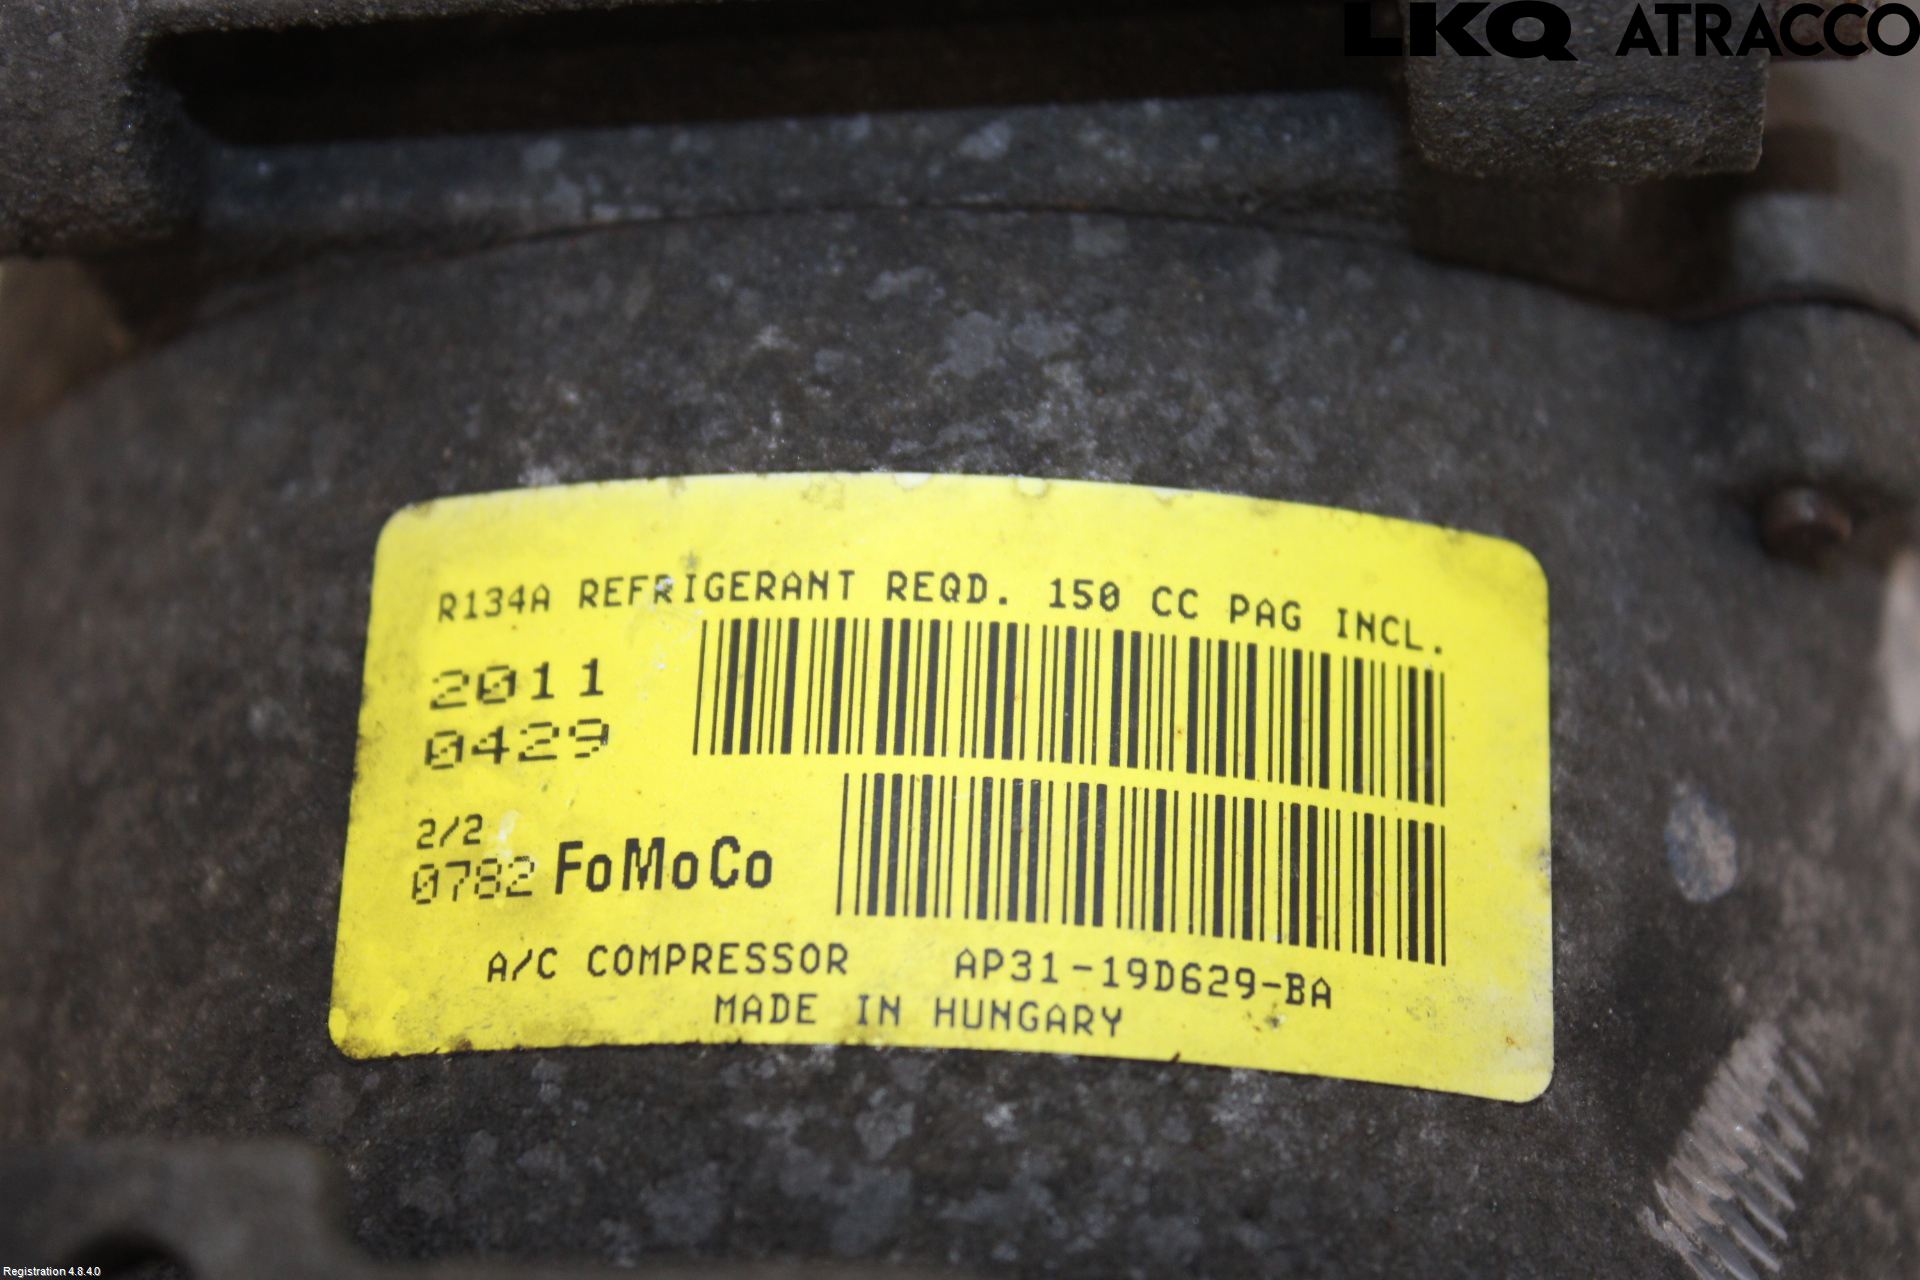 LKQ ATRACCO
R134A REFRIGERANT REQD. 150 CC PAG INCL.
2011
0429
2/2
0782 FoMoCo
A/C COMPRESSOR AP31-19D629-BA
MADE IN HUNGARY
Registration 4.8.4.0